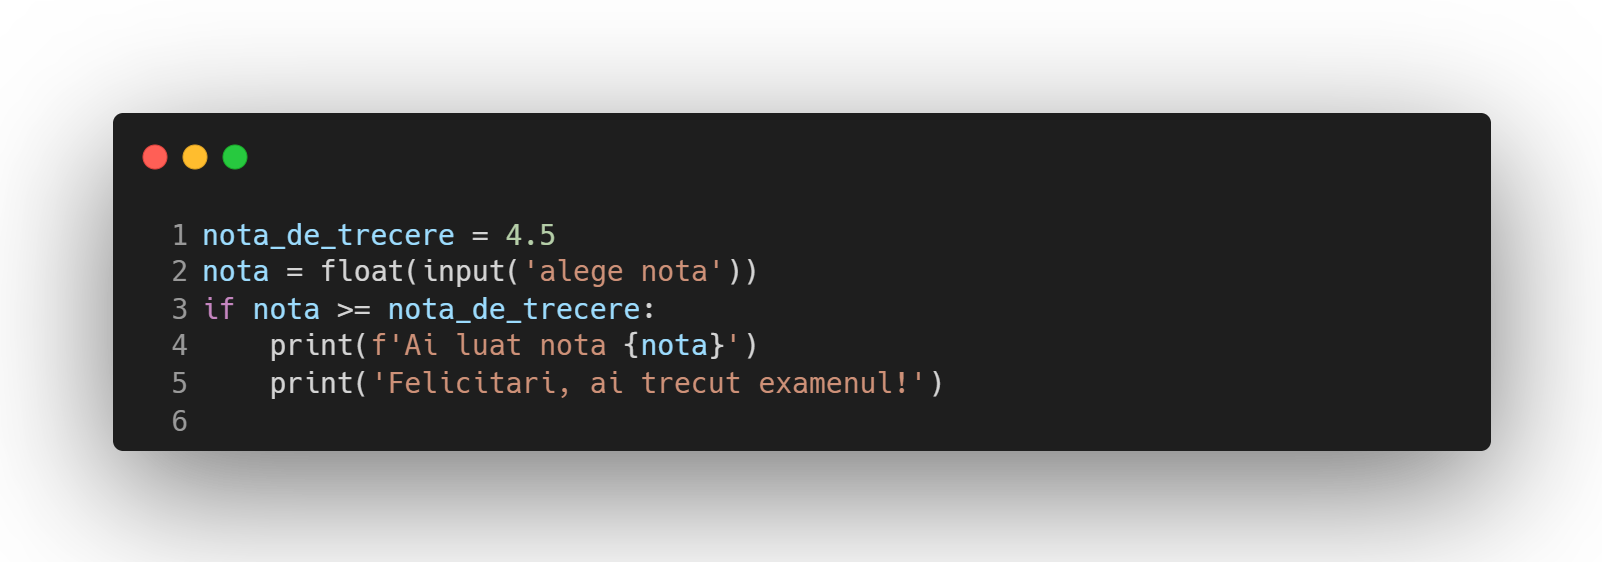 1 nota_de_trecere = 4.5
2 nota = float(input('alege nota'))
3 if nota >= nota_de_trecere:
4     print(f'Ai luat nota {nota}')
5     print('Felicitari, ai trecut examenul!')
6